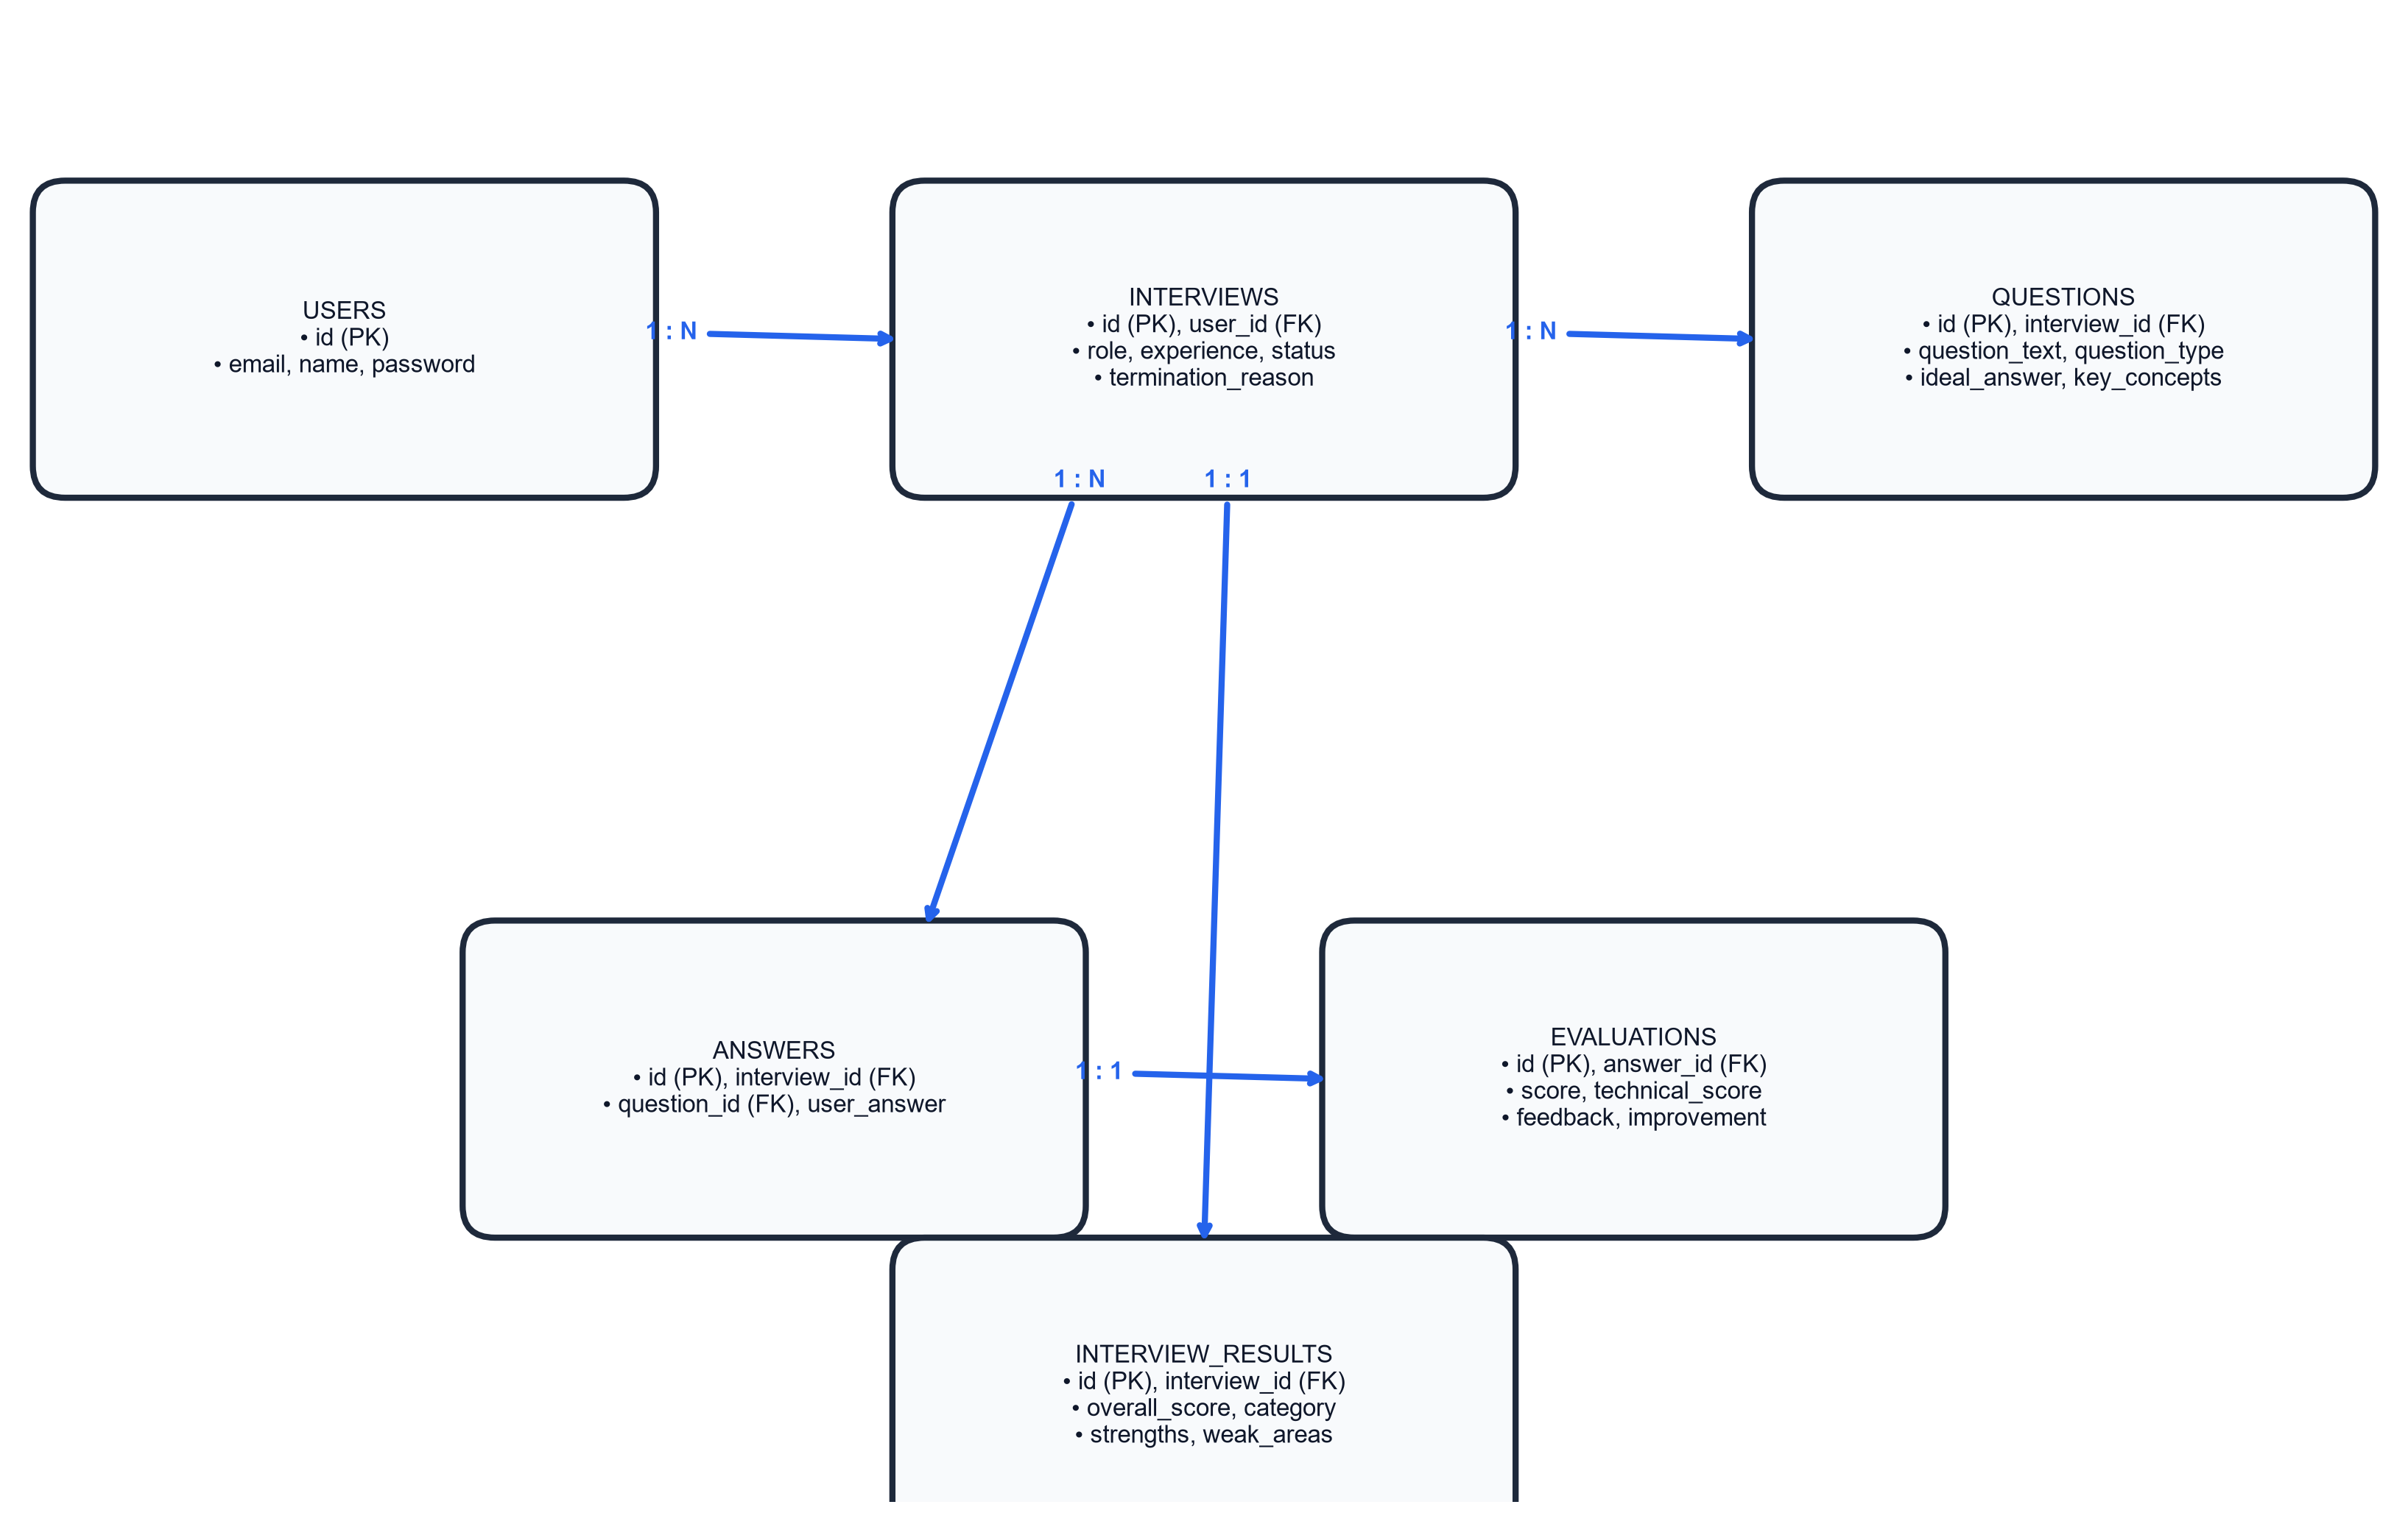 USERS
• id (PK)
• email, name, password
1 : N
INTERVIEWS
• id (PK), user_id (FK)
• role, experience, status
• termination_reason
1 : N
QUESTIONS
• id (PK), interview_id (FK)
• question_text, question_type
• ideal_answer, key_concepts
1 : N
1 : 1
ANSWERS
• id (PK), interview_id (FK)
• question_id (FK), user_answer
1 : 1
EVALUATIONS
• id (PK), answer_id (FK)
• score, technical_score
• feedback, improvement
INTERVIEW_RESULTS
• id (PK), interview_id (FK)
• overall_score, category
• strengths, weak_areas